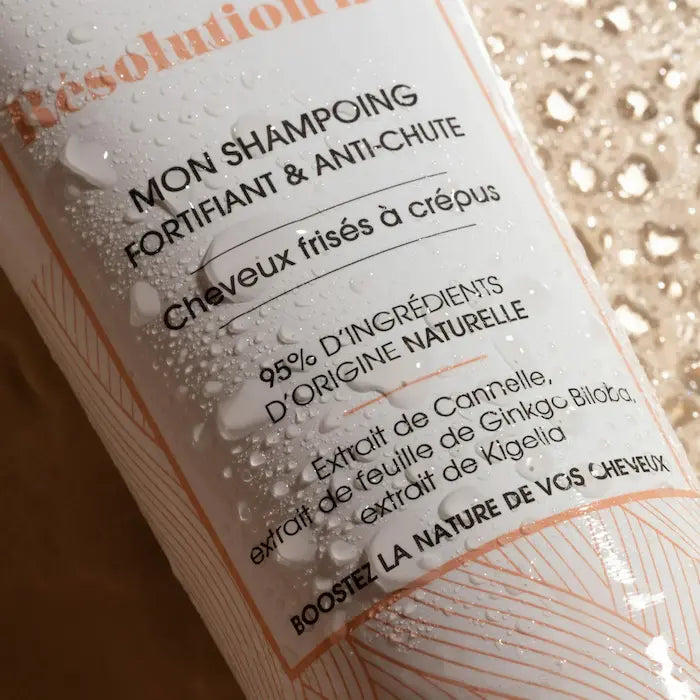 Résolution
MON SHAMPOING
FORTIFIANT & ANTI-CHUTE
Cheveux frisés à crépus
95% D'INGRÉDIENTS
D'ORIGINE NATURELLE
Extrait de Cannelle,
extrait de feuille de Ginkgo Biloba,
extrait de Kigelia
BOOSTEZ LA NATURE DE VOS CHEVEUX